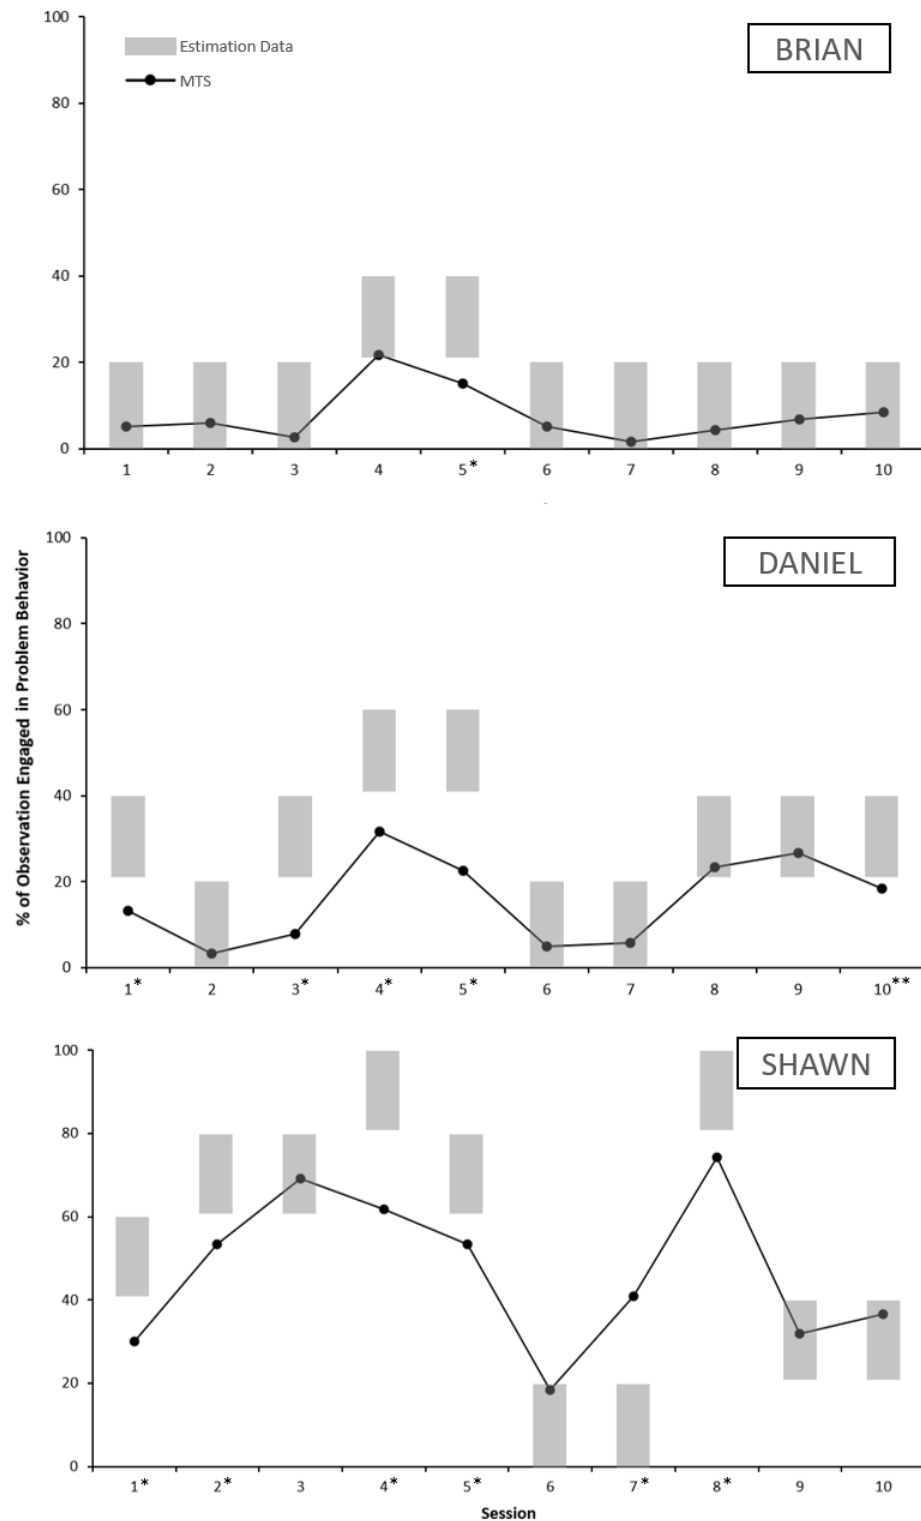 100
Estimation Data
BRIAN
MTS
80
60
40
20
0
1 2 3 4 5* 6 7 8 9 10
% of Observation Engaged in Problem Behavior
100
DANIEL
80
60
40
20
0
1* 2 3* 4* 5* 6 7 8 9 10**
100
SHAWN
80
60
40
20
0
1* 2* 3 4* 5* 6 7* 8* 9 10
Session